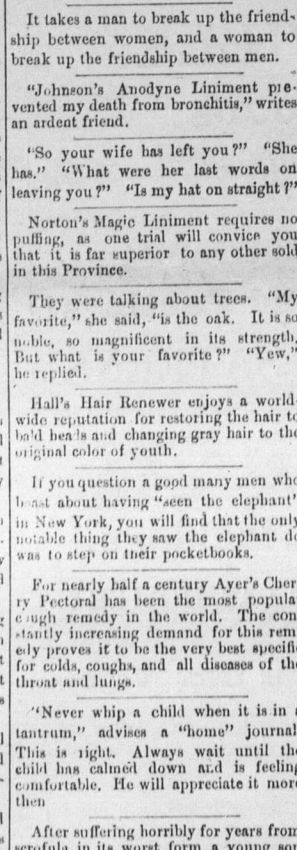 It takes a man to break up the friend-
ship between women, and a woman to
break up the friendship between men.
"Johnson's Anodyne Liniment pre-
vented my death from bronchitis," writes
an ardent friend.
"So your wife has left you?" "She
has." "What were her last words on
leaving you?" "Is my hat on straight?"
Norton's Magic Liniment requires no
puffing, as one trial will convice you
that it is far superior to any other sold
in this Province.
They were talking about trees. "My
favorite," she said, "is the oak. It is so
noble, so magnificent in its strength.
But what is your favorite?" "Yew,"
he replied.
Hall's Hair Renewer enjoys a world-
wide reputation for restoring the hair to
bald heads and changing gray hair to the
original color of youth.
If you question a good many men who
boast about having "seen the elephant"
in New York, you will find that the only
notable thing they saw the elephant do
was to step on their pocketbooks.
For nearly half a century Ayer's Cher
ry Pectoral has been the most popula
cough remedy in the world. The con
stantly increasing demand for this rem
edy proves it to be the very best specifi
for colds, coughs, and all diseases of the
throat and lungs.
"Never whip a child when it is in a
tantrum," advises a "home" journal
This is right. Always wait until the
child has calmed down and is feeling
comfortable. He will appreciate it more
then
After suffering horribly for years from
scrofula in its worst form a young son